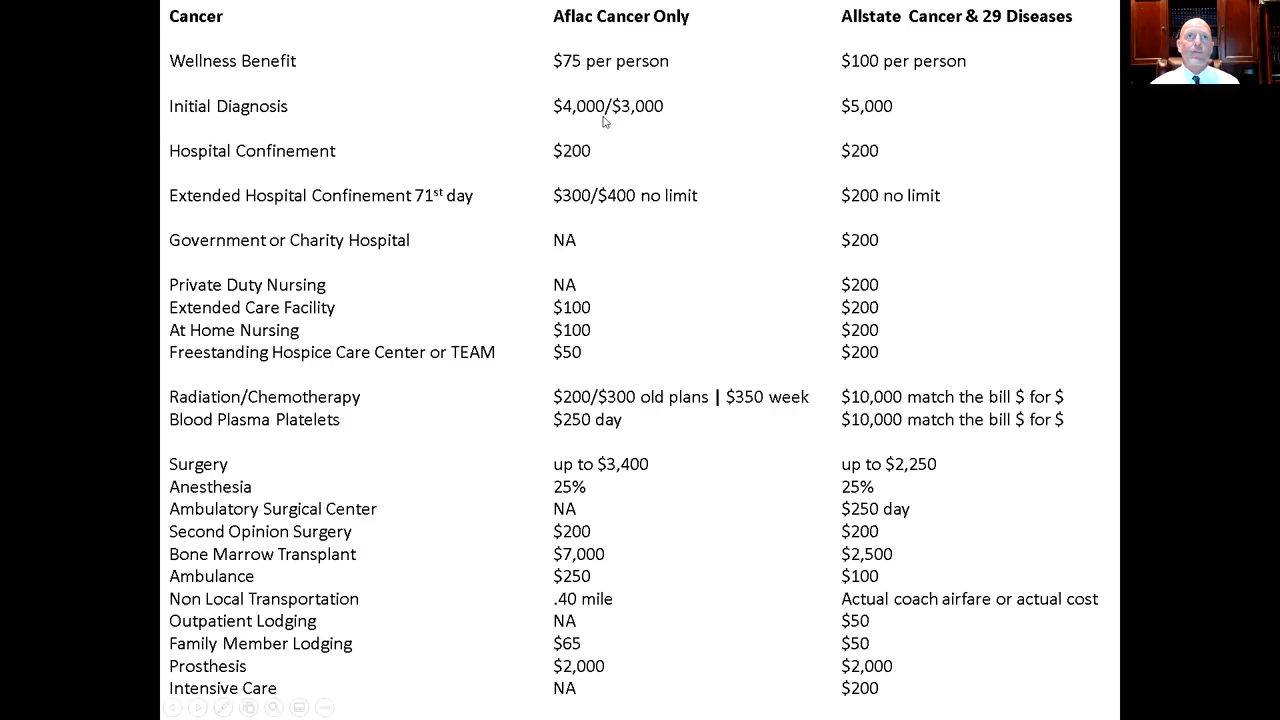 Cancer Aflac Cancer Only Allstate Cancer & 29 Diseases
Wellness Benefit $75 per person $100 per person
Initial Diagnosis $4,000/$3,000 $5,000
Hospital Confinement $200 $200
Extended Hospital Confinement 71st day $300/$400 no limit $200 no limit
Government or Charity Hospital NA $200
Private Duty Nursing NA $200
Extended Care Facility $100 $200
At Home Nursing $100 $200
Freestanding Hospice Care Center or TEAM $50 $200
Radiation/Chemotherapy $200/$300 old plans | $350 week $10,000 match the bill $ for $
Blood Plasma Platelets $250 day $10,000 match the bill $ for $
Surgery up to $3,400 up to $2,250
Anesthesia 25% 25%
Ambulatory Surgical Center NA $250 day
Second Opinion Surgery $200 $200
Bone Marrow Transplant $7,000 $2,500
Ambulance $250 $100
Non Local Transportation .40 mile Actual coach airfare or actual cost
Outpatient Lodging NA $50
Family Member Lodging $65 $50
Prosthesis $2,000 $2,000
Intensive Care NA $200